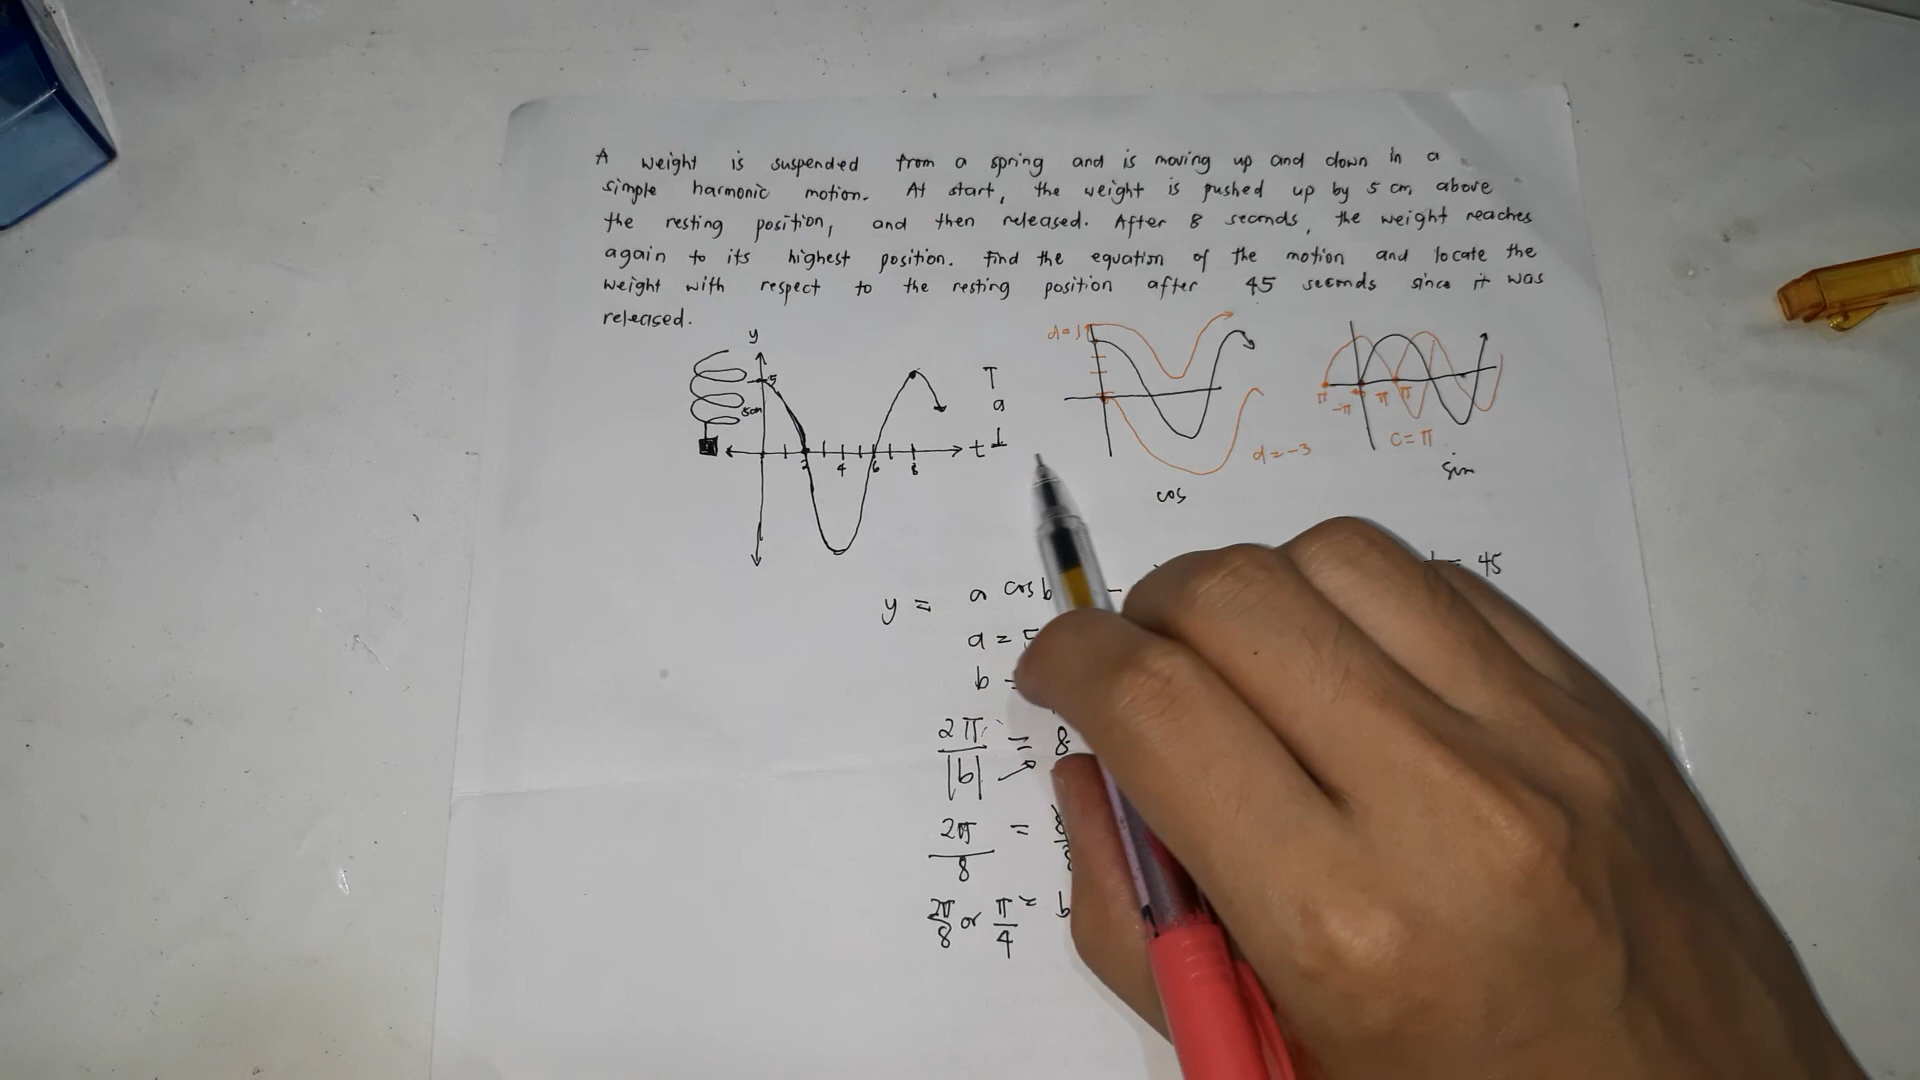 A weight is suspended from a spring and is moving up and down in a
simple harmonic motion. At start, the weight is pushed up by 5 cm above
the resting position, and then released. After 8 seconds, the weight reaches
again to its highest position. Find the equation of the motion and locate the
weight with respect to the resting position after 45 seconds since it was
released.
y
5
5cm
2 4 6 8
t
T
a
d=3
d=-3
cos
π -π π π
c=π
sin
y = a cos b
= 45
a = 5
b =
2π/|b| = 8
2π/8 = 8
2π/8 or π/4 = b